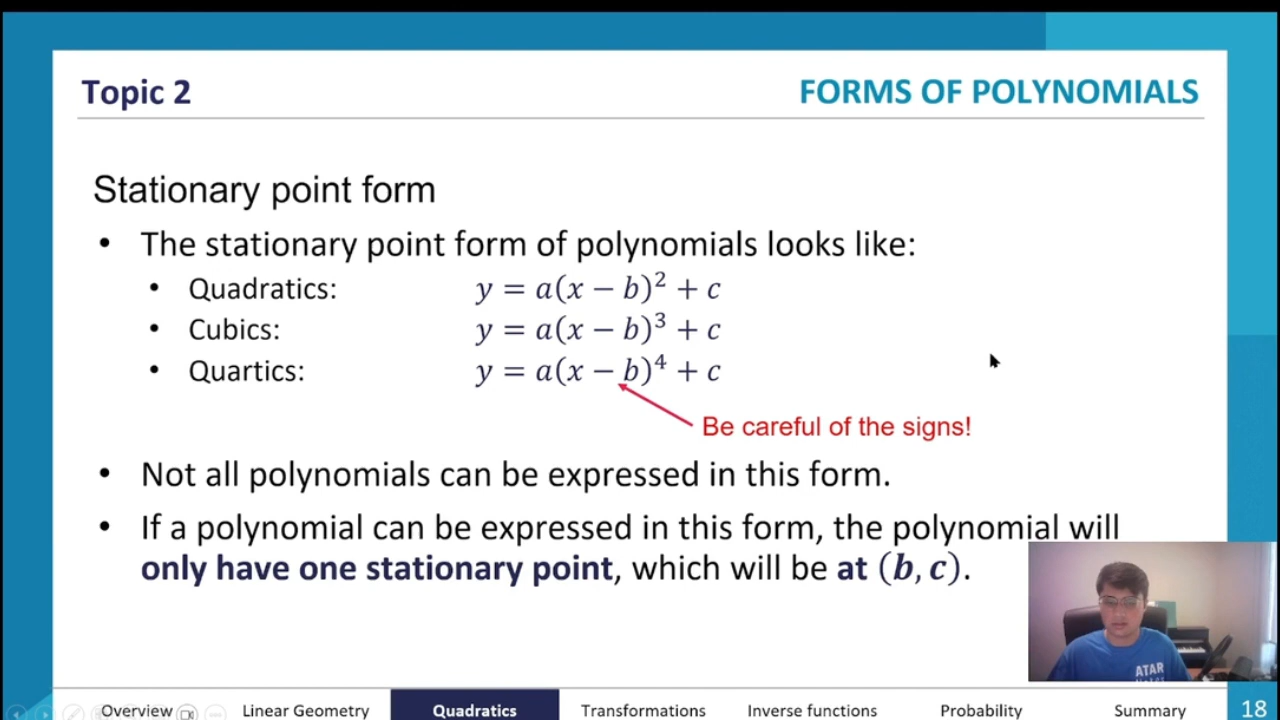 Topic 2
FORMS OF POLYNOMIALS
Stationary point form
• The stationary point form of polynomials looks like:
• Quadratics: y = a(x − b)² + c
• Cubics: y = a(x − b)³ + c
• Quartics: y = a(x − b)⁴ + c
Be careful of the signs!
• Not all polynomials can be expressed in this form.
• If a polynomial can be expressed in this form, the polynomial will
only have one stationary point, which will be at (b, c).
ATAR
Overview Linear Geometry Quadratics Transformations Inverse functions Probability Summary 18